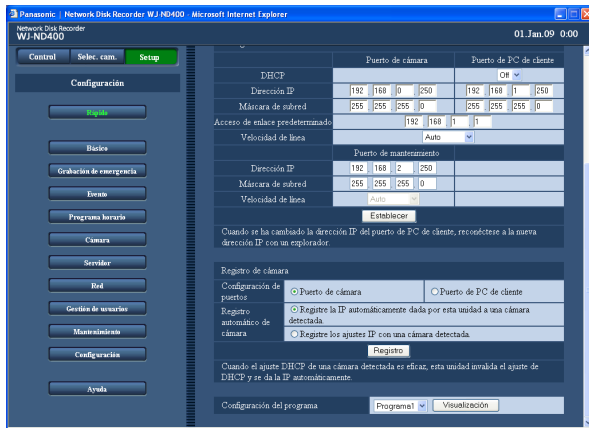 Panasonic | Network Disk Recorder WJ-ND400 - Microsoft Internet Explorer
Network Disk Recorder
WJ-ND400
01.Jan.09 0:00
Control Selec. cam. Setup
Configuración
Rápido
Básico
Grabación de emergencia
Evento
Programa horario
Cámara
Servidor
Red
Gestión de usuarios
Mantenimiento
Configuración
Ayuda
Puerto de cámara Puerto de PC de cliente
DHCP Off
Dirección IP 192 . 168 . 0 . 250 192 . 168 . 1 . 250
Máscara de subred 255 . 255 . 255 . 0 255 . 255 . 255 . 0
Acceso de enlace predeterminado 192 . 168 . 1 . 1
Velocidad de línea Auto
Puerto de mantenimiento
Dirección IP 192 . 168 . 2 . 250
Máscara de subred 255 . 255 . 255 . 0
Velocidad de línea Auto
Establecer
Cuando se ha cambiado la dirección IP del puerto de PC de cliente, reconéctese a la nueva
dirección IP con un explorador.
Registro de cámara
Configuración de
puertos
Puerto de cámara Puerto de PC de cliente
Registro
automático de
cámara
Registre la IP automáticamente dada por esta unidad a una cámara
detectada.
Registre los ajustes IP con una cámara detectada.
Registro
Cuando el ajuste DHCP de una cámara detectada es eficaz, esta unidad invalida el ajuste de
DHCP y se da la IP automáticamente.
Configuración del programa Programa1 Visualización